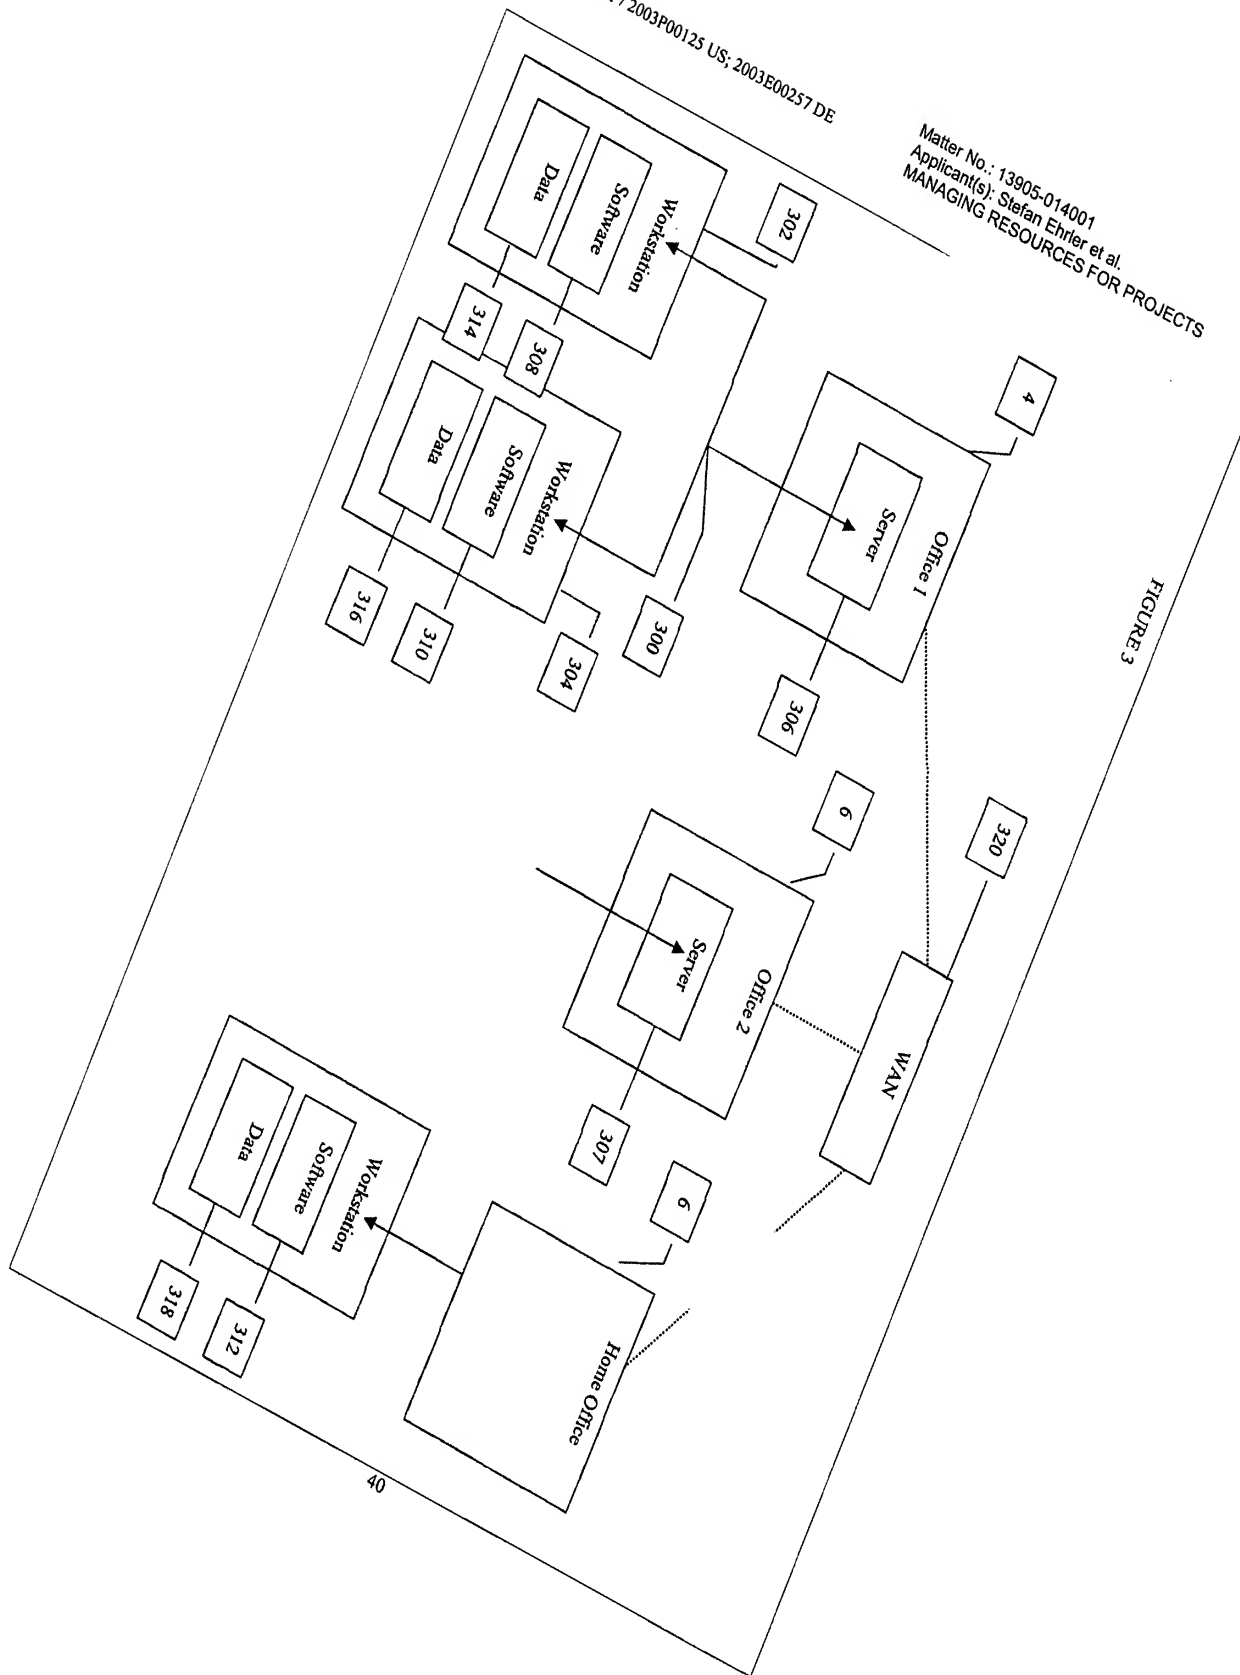 2003P00125 US; 2003E00257 DE
Matter No.: 13905-014001
Applicant(s): Stefan Ehrler et al.
MANAGING RESOURCES FOR PROJECTS
FIGURE 3
4
Office 1
Server
306
300
302
Workstation
Software
Data
308
314
304
Workstation
Software
Data
310
316
320
WAN
6
Office 2
Server
307
6
Home Office
Workstation
Software
Data
312
318
40